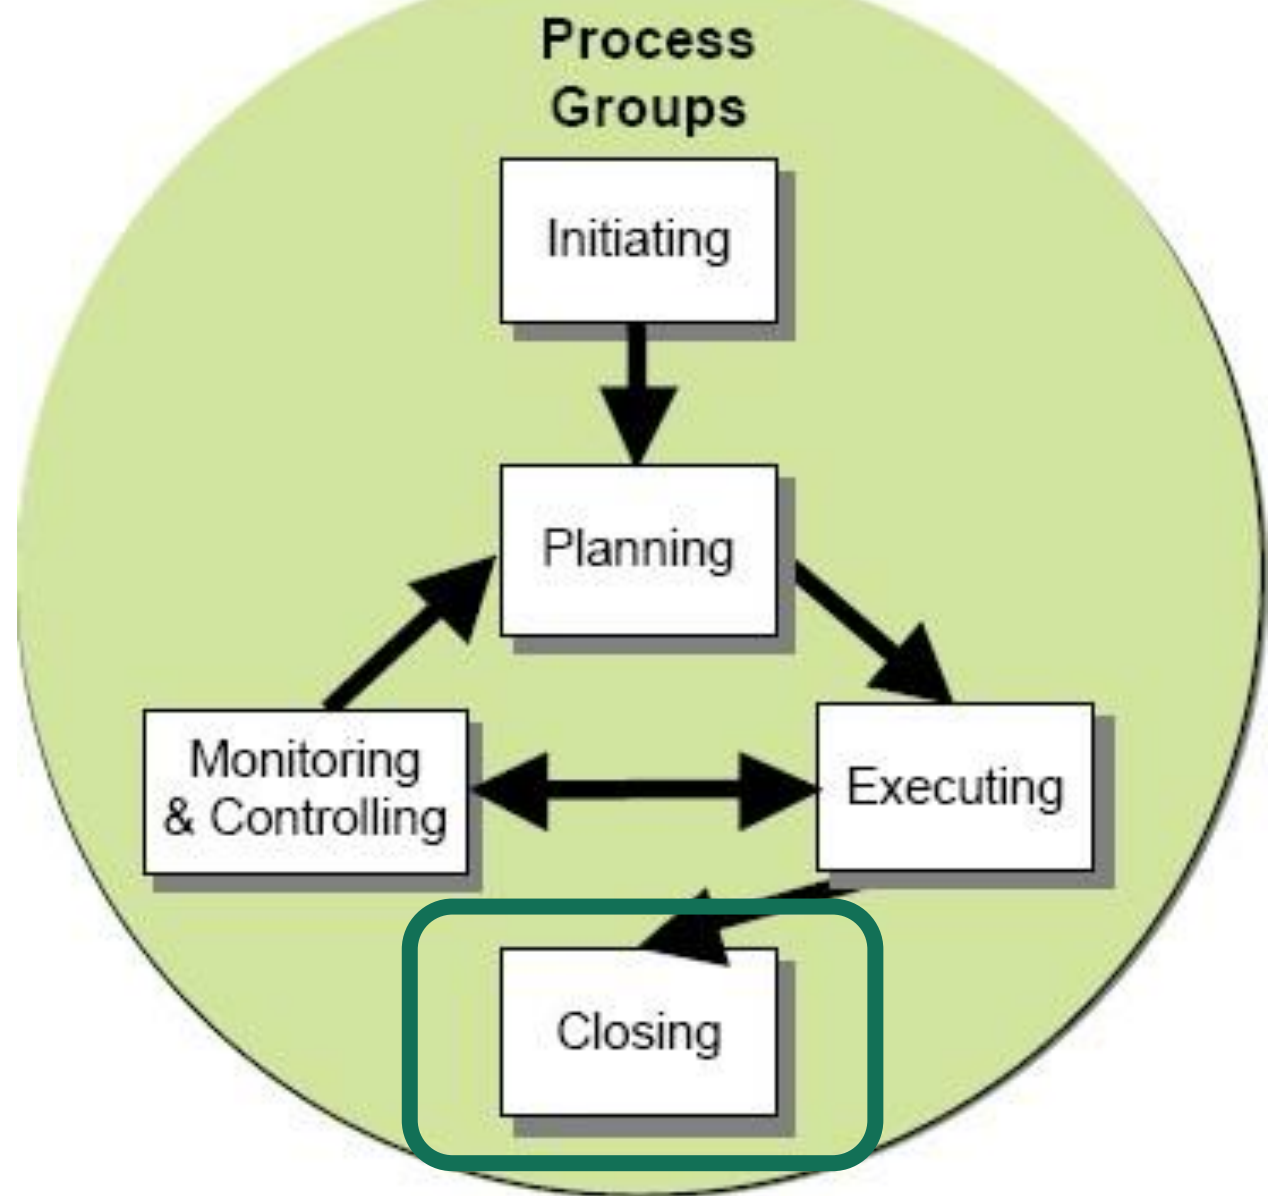 Process
Groups
Initiating
Planning
Monitoring
& Controlling
Executing
Closing